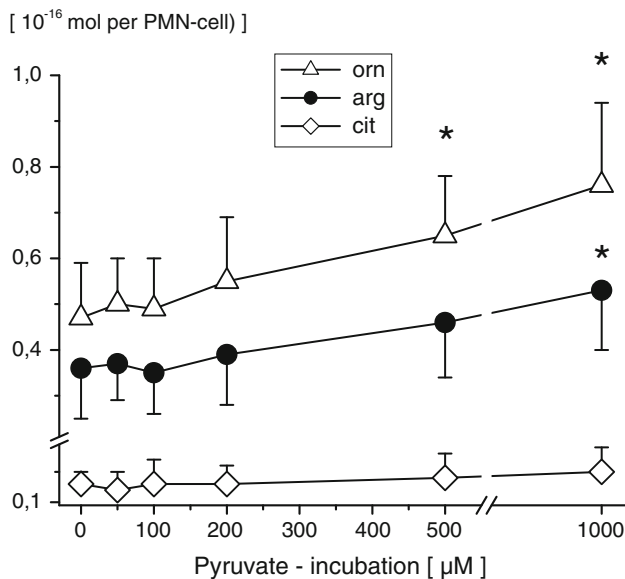 [ 10⁻¹⁶ mol per PMN-cell) ]
1,0
orn
arg
cit
*
*
0,8
0,6
*
0,4
0,1
0 100 200 300 400 500 1000
Pyruvate - incubation [ µM ]